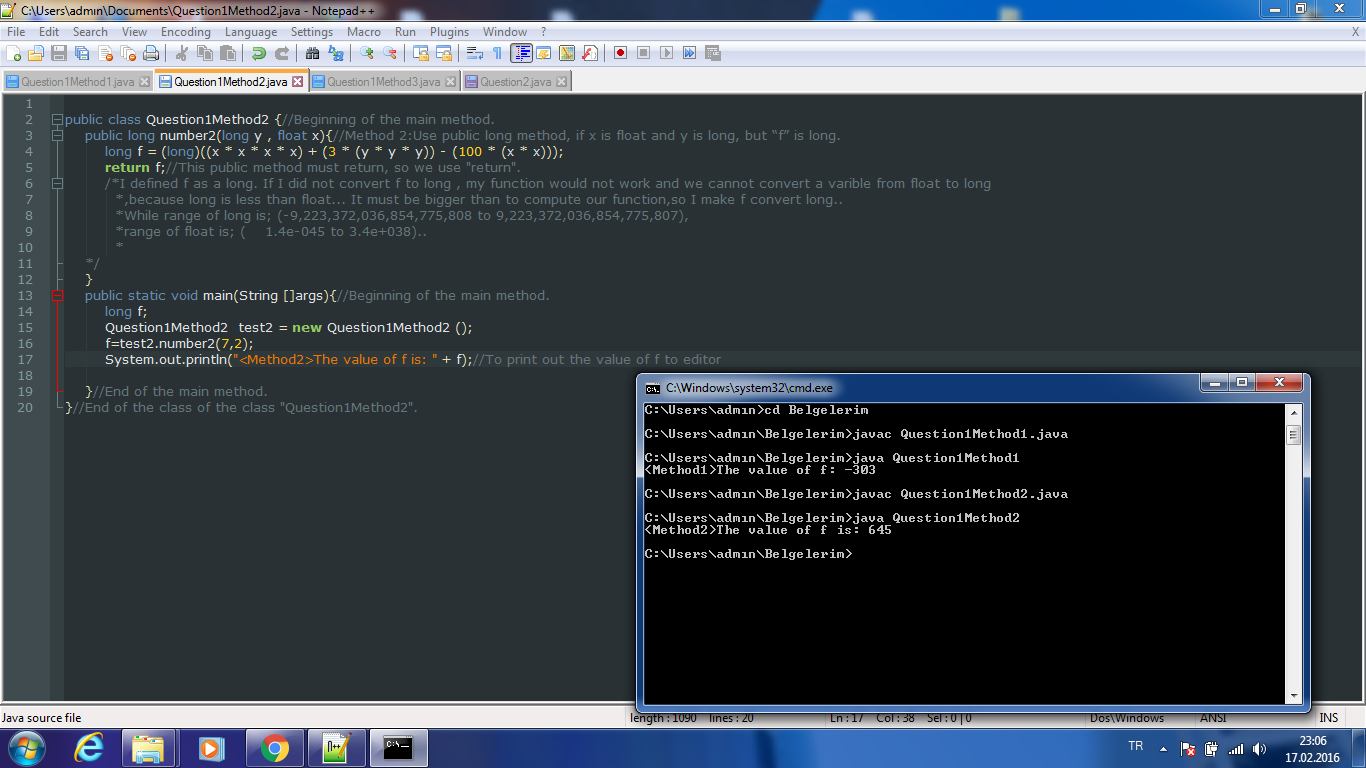 C:\Users\admın\Documents\Question1Method2.java - Notepad++
File Edit Search View Encoding Language Settings Macro Run Plugins Window ? X
Question1Method1.java Question1Method2.java Question1Method3.java Question2.java
1
2 public class Question1Method2 {//Beginning of the main method.
3 public long number2(long y , float x){//Method 2:Use public long method, if x is float and y is long, but “f” is long.
4 long f = (long)((x * x * x * x) + (3 * (y * y * y)) - (100 * (x * x)));
5 return f;//This public method must return, so we use "return".
6 /*I defined f as a long. If I did not convert f to long , my function would not work and we cannot convert a varible from float to long
7 *,because long is less than float... It must be bigger than to compute our function,so I make f convert long..
8 *While range of long is; (-9,223,372,036,854,775,808 to 9,223,372,036,854,775,807),
9 *range of float is; ( 1.4e-045 to 3.4e+038)..
10 *
11 */
12 }
13 public static void main(String []args){//Beginning of the main method.
14 long f;
15 Question1Method2 test2 = new Question1Method2 ();
16 f=test2.number2(7,2);
17 System.out.println("<Method2>The value of f is: " + f);//To print out the value of f to editor
18
19 }//End of the main method.
20 }//End of the class of the class "Question1Method2".
C:\Windows\system32\cmd.exe
C:\Users\admın>cd Belgelerim
C:\Users\admın\Belgelerim>javac Question1Method1.java
C:\Users\admın\Belgelerim>java Question1Method1
<Method1>The value of f: -303
C:\Users\admın\Belgelerim>javac Question1Method2.java
C:\Users\admın\Belgelerim>java Question1Method2
<Method2>The value of f is: 645
C:\Users\admın\Belgelerim>
Java source file length : 1090 lines : 20 Ln : 17 Col : 38 Sel : 0 | 0 Dos\Windows ANSI INS
TR 23:06
17.02.2016